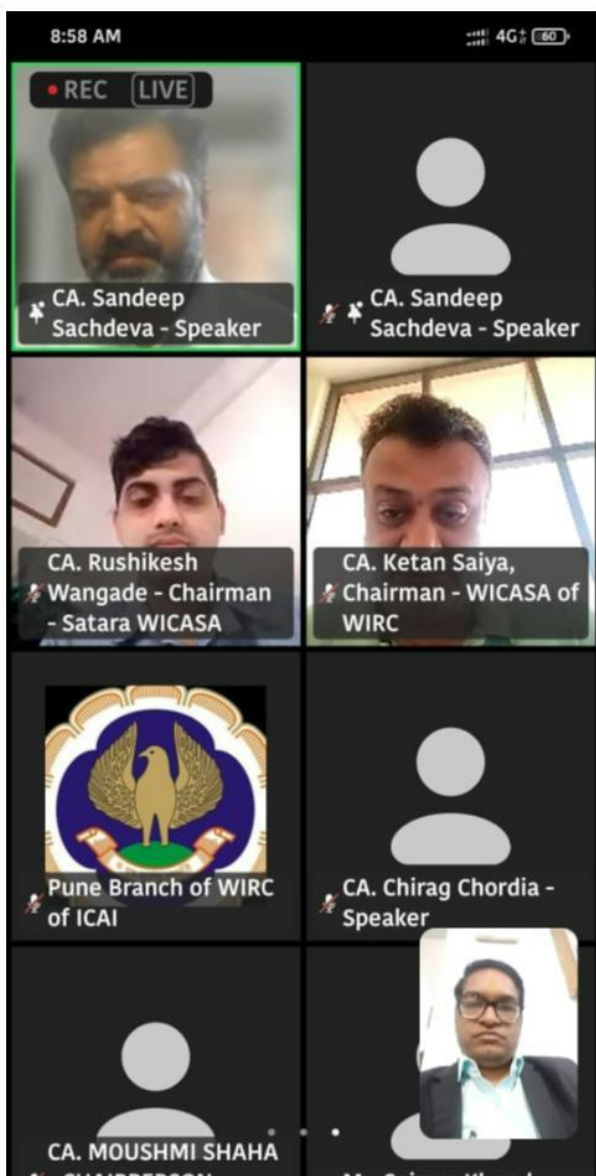 8:58 AM
4G+
60
REC LIVE
CA. Sandeep
Sachdeva - Speaker
CA. Sandeep
Sachdeva - Speaker
CA. Rushikesh
Wangade - Chairman
- Satara WICASA
CA. Ketan Saiya,
Chairman - WICASA of
WIRC
Pune Branch of WIRC
of ICAI
CA. Chirag Chordia -
Speaker
CA. MOUSHMI SHAHA